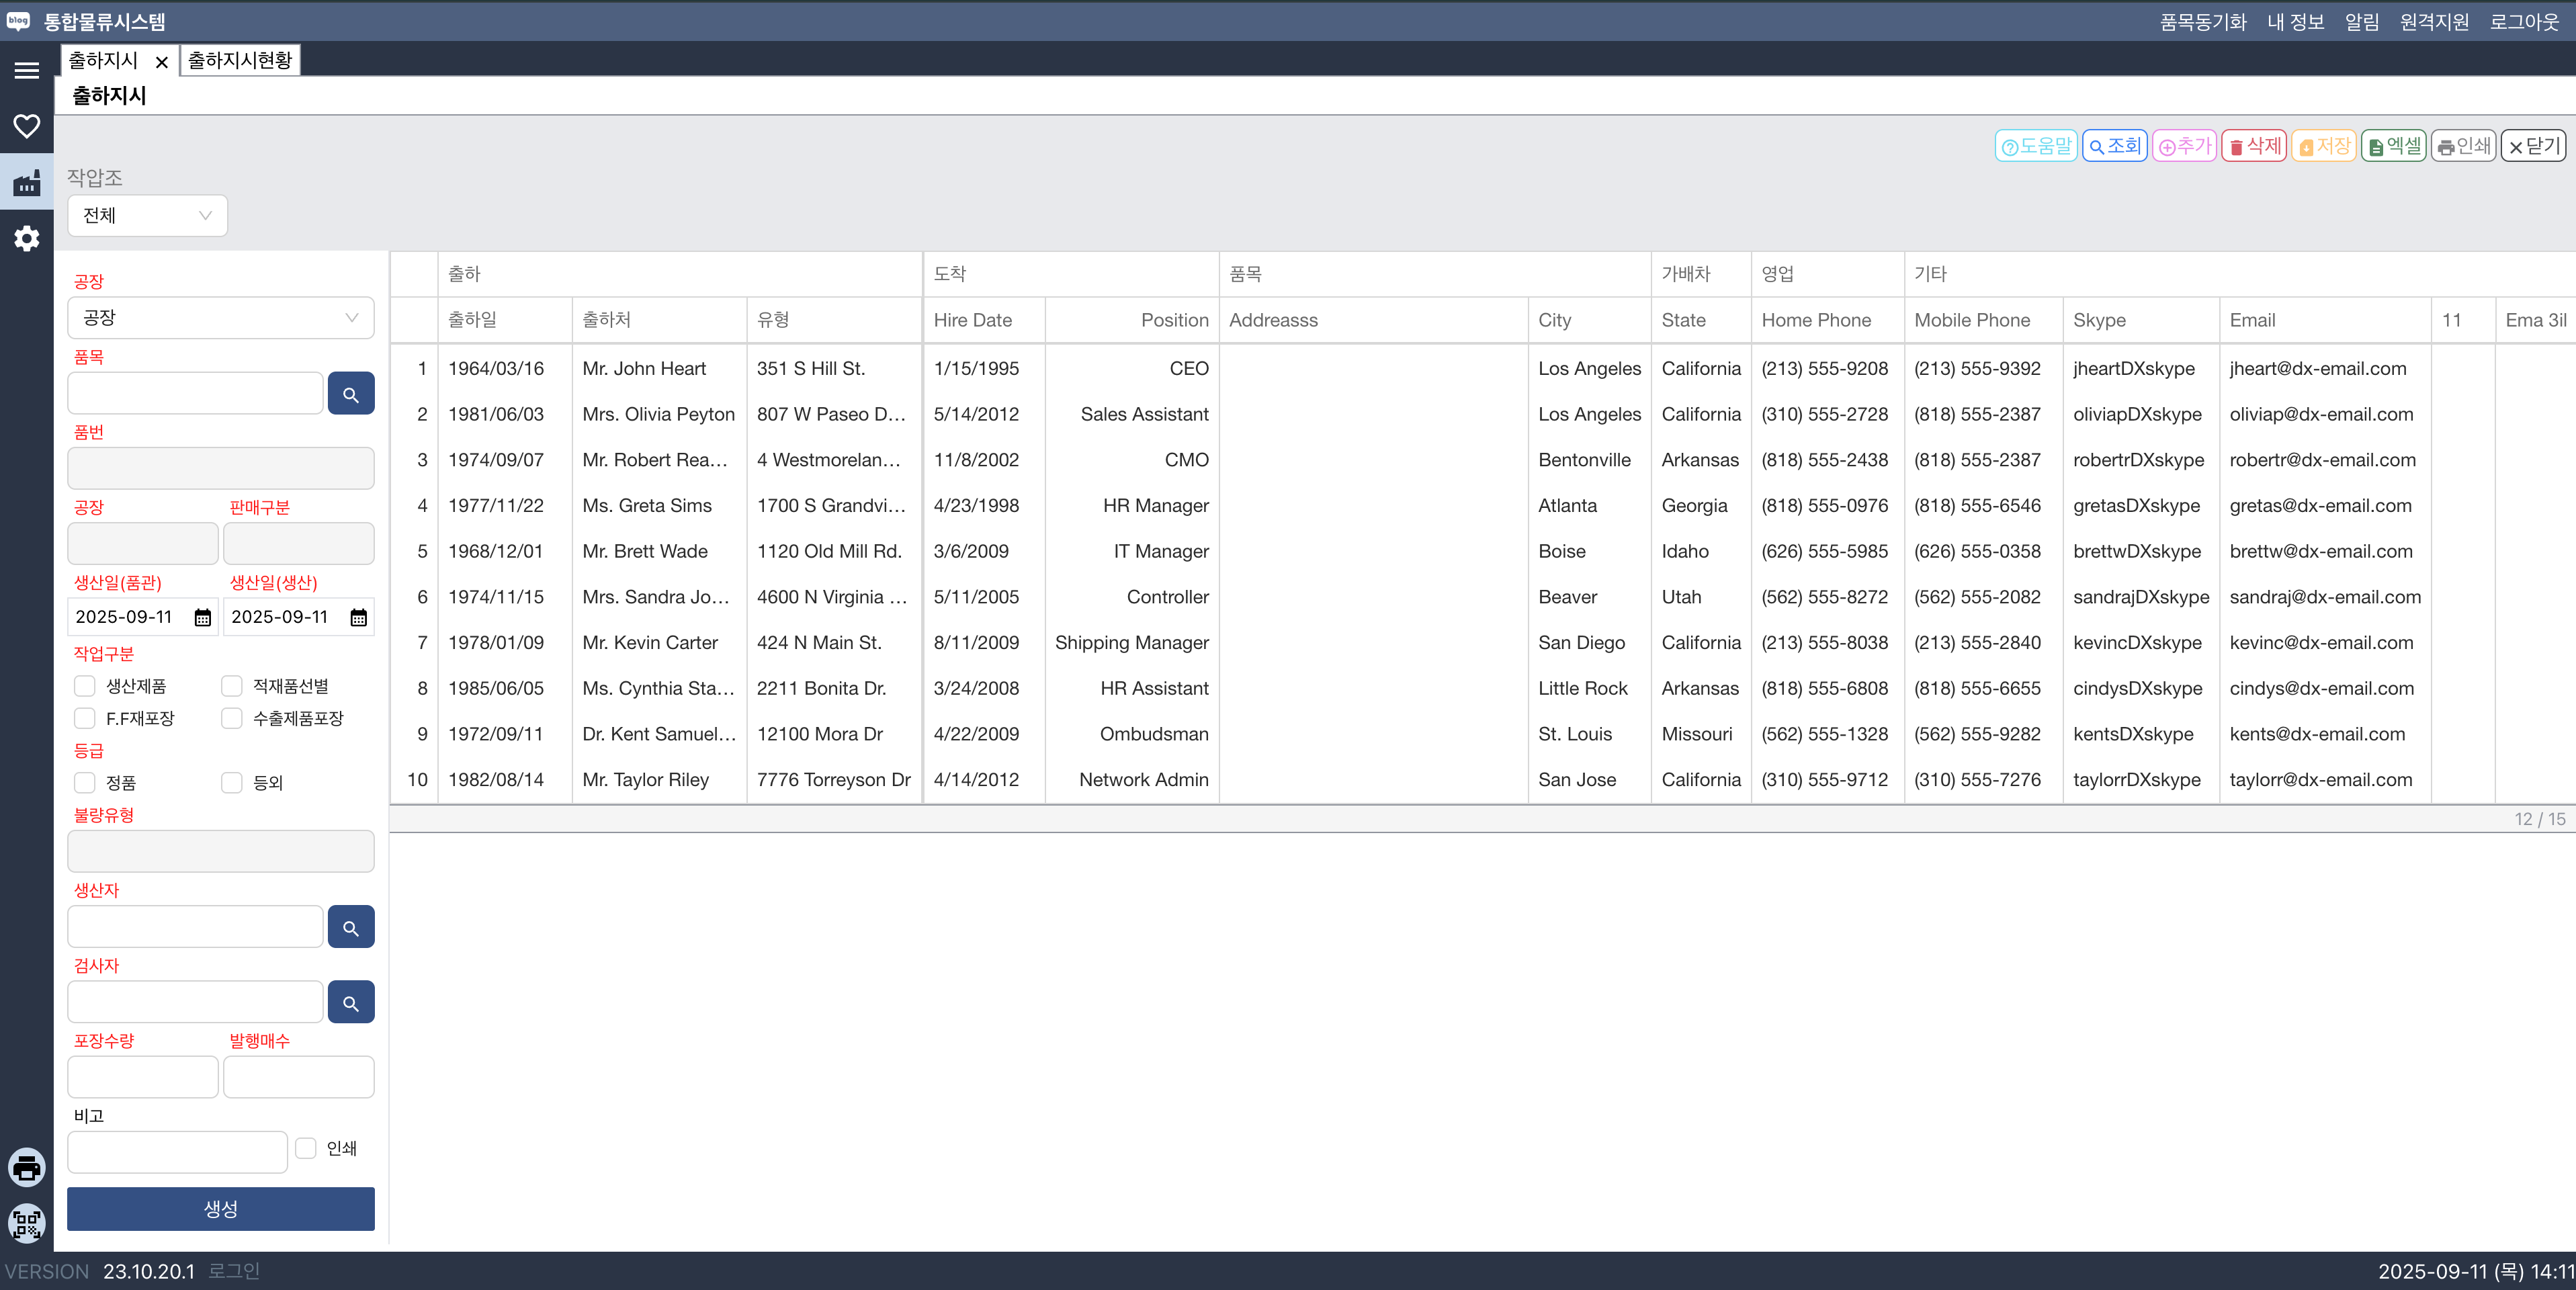 blog 통합물류시스템 품목동기화 내 정보 알림 원격지원 로그아웃
출하지시 출하지시현황
출하지시
도움말 조회 추가 삭제 저장 엑셀 인쇄 닫기
작압조
전체
공장
공장
품목
품번
공장 판매구분
생산일(품관) 생산일(생산)
2025-09-11 2025-09-11
작업구분
생산제품 적재품선별
F.F재포장 수출제품포장
등급
정품 등외
불량유형
생산자
검사자
포장수량 발행매수
비고
인쇄
생성
출하 도착 품목 가배차 영업 기타
출하일 출하처 유형 Hire Date Position Addreasss City State Home Phone Mobile Phone Skype Email 11 Ema 3il
1 1964/03/16 Mr. John Heart 351 S Hill St. 1/15/1995 CEO Los Angeles California (213) 555-9208 (213) 555-9392 jheartDXskype jheart@dx-email.com
2 1981/06/03 Mrs. Olivia Peyton 807 W Paseo D... 5/14/2012 Sales Assistant Los Angeles California (310) 555-2728 (818) 555-2387 oliviapDXskype oliviap@dx-email.com
3 1974/09/07 Mr. Robert Rea... 4 Westmorelan... 11/8/2002 CMO Bentonville Arkansas (818) 555-2438 (818) 555-2387 robertrDXskype robertr@dx-email.com
4 1977/11/22 Ms. Greta Sims 1700 S Grandvi... 4/23/1998 HR Manager Atlanta Georgia (818) 555-0976 (818) 555-6546 gretasDXskype gretas@dx-email.com
5 1968/12/01 Mr. Brett Wade 1120 Old Mill Rd. 3/6/2009 IT Manager Boise Idaho (626) 555-5985 (626) 555-0358 brettwDXskype brettw@dx-email.com
6 1974/11/15 Mrs. Sandra Jo... 4600 N Virginia ... 5/11/2005 Controller Beaver Utah (562) 555-8272 (562) 555-2082 sandrajDXskype sandraj@dx-email.com
7 1978/01/09 Mr. Kevin Carter 424 N Main St. 8/11/2009 Shipping Manager San Diego California (213) 555-8038 (213) 555-2840 kevincDXskype kevinc@dx-email.com
8 1985/06/05 Ms. Cynthia Sta... 2211 Bonita Dr. 3/24/2008 HR Assistant Little Rock Arkansas (818) 555-6808 (818) 555-6655 cindysDXskype cindys@dx-email.com
9 1972/09/11 Dr. Kent Samuel... 12100 Mora Dr 4/22/2009 Ombudsman St. Louis Missouri (562) 555-1328 (562) 555-9282 kentsDXskype kents@dx-email.com
10 1982/08/14 Mr. Taylor Riley 7776 Torreyson Dr 4/14/2012 Network Admin San Jose California (310) 555-9712 (310) 555-7276 taylorrDXskype taylorr@dx-email.com
12 / 15
VERSION 23.10.20.1 로그인 2025-09-11 (목) 14:11